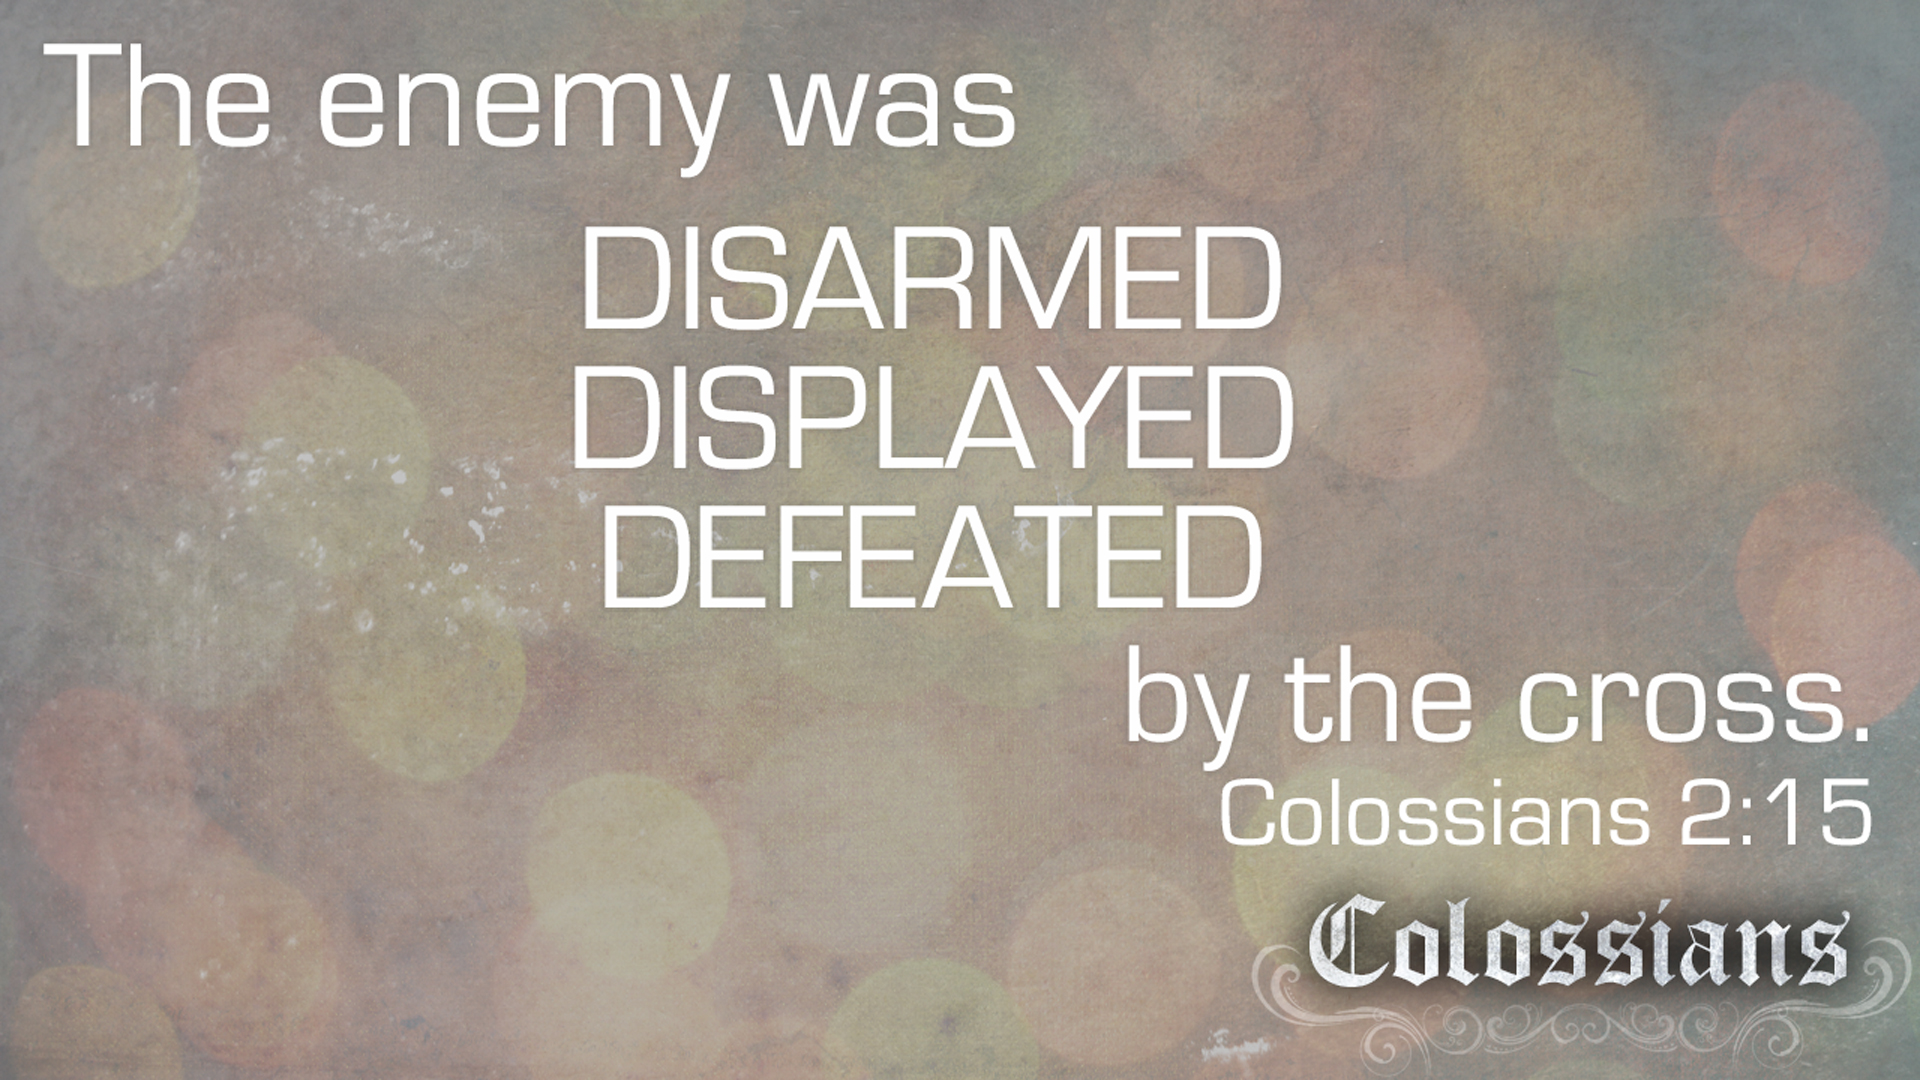 The enemy was
DISARMED
DISPLAYED
DEFEATED
by the cross.
Colossians 2:15
Colossians